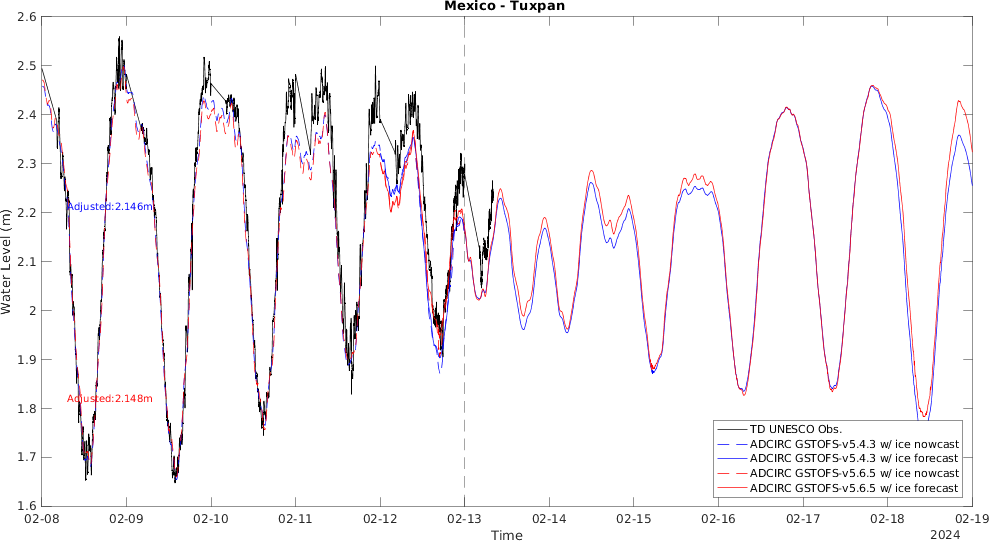 Mexico - Tuxpan
Water Level (m)
2.6
2.5
2.4
2.3
2.2
2.1
2
1.9
1.8
1.7
1.6
Adjusted:2.146m
Adjusted:2.148m
TD UNESCO Obs.
ADCIRC GSTOFS-v5.4.3 w/ ice nowcast
ADCIRC GSTOFS-v5.4.3 w/ ice forecast
ADCIRC GSTOFS-v5.6.5 w/ ice nowcast
ADCIRC GSTOFS-v5.6.5 w/ ice forecast
02-08 02-09 02-10 02-11 02-12 02-13 02-14 02-15 02-16 02-17 02-18 02-19
Time
2024